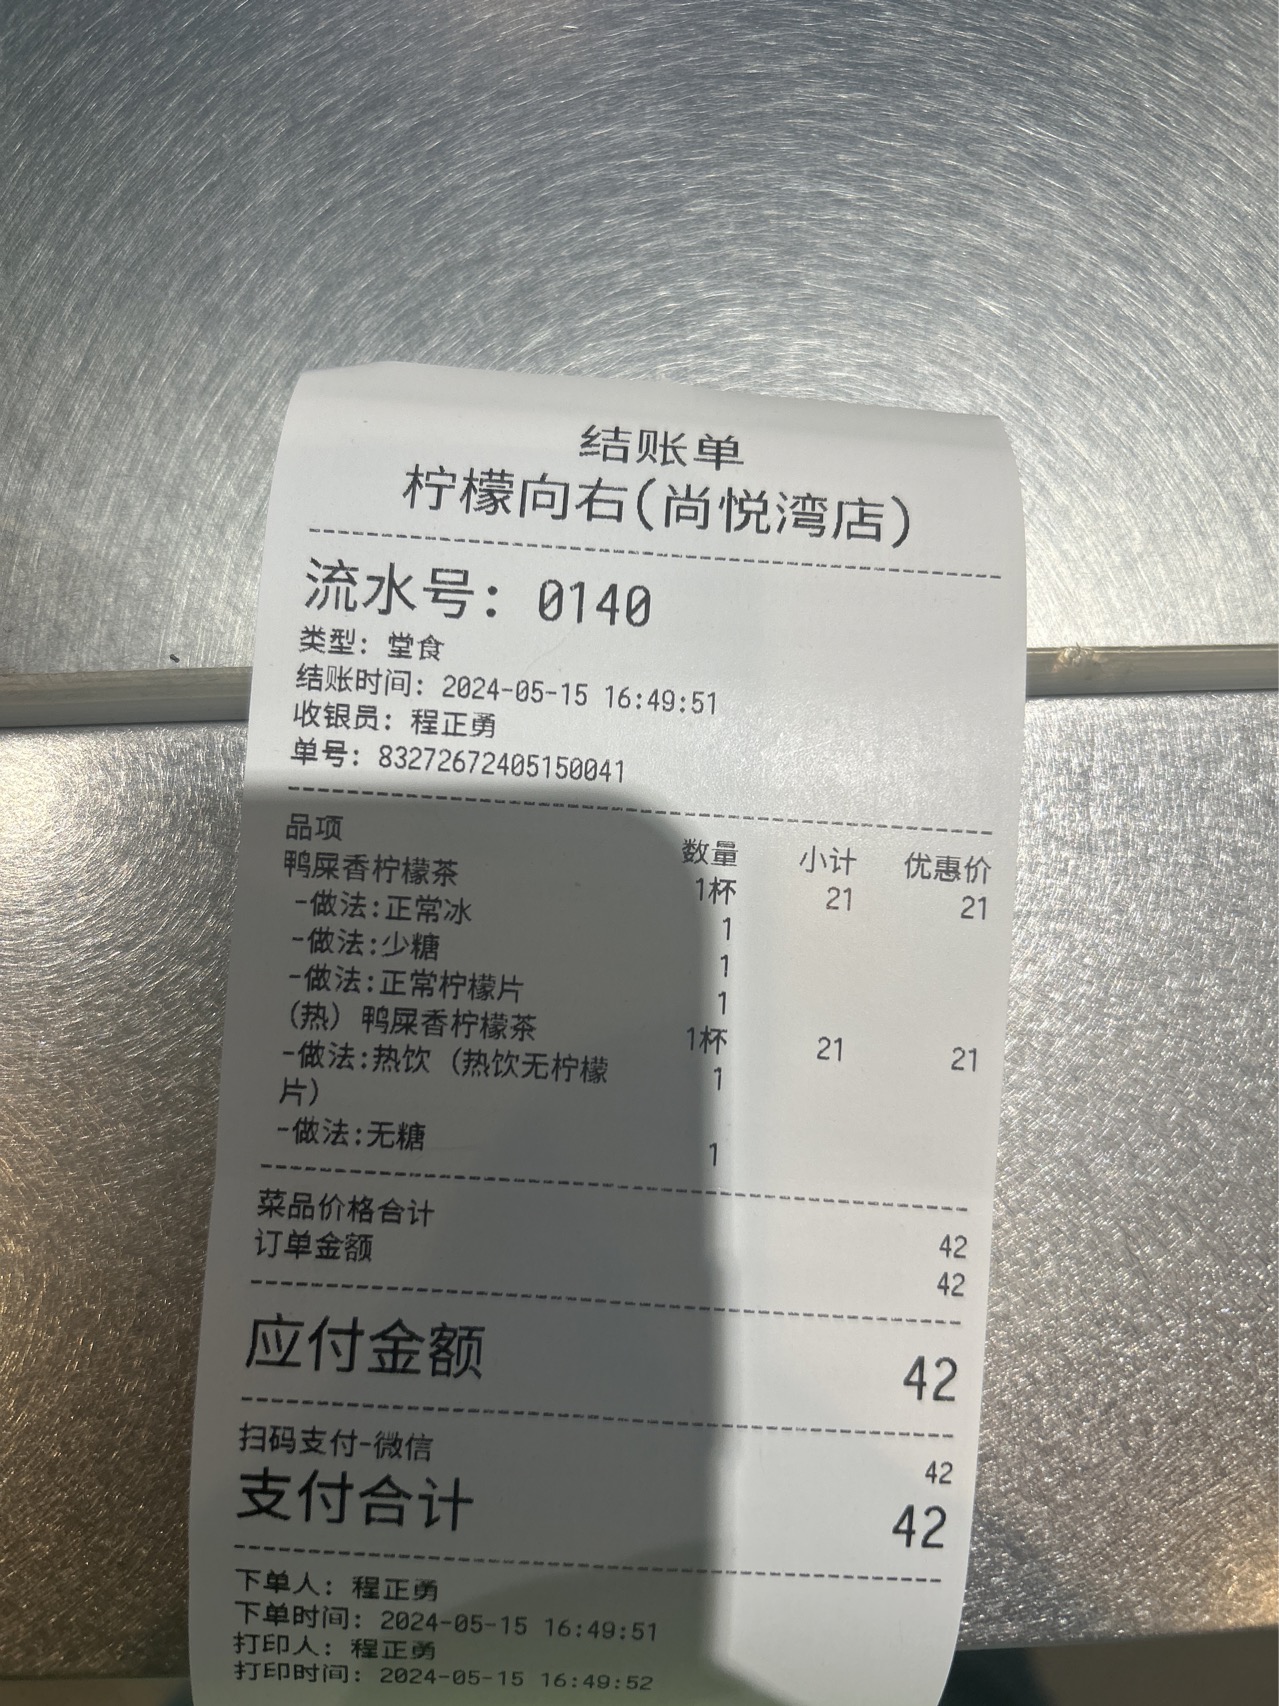 结账单
柠檬向右(尚悦湾店)
流水号: 0140
类型: 堂食
结账时间: 2024-05-15 16:49:51
收银员: 程正勇
单号: 83272672405150041
品项 数量 小计 优惠价
鸭屎香柠檬茶 1杯 21 21
-做法:正常冰 1
-做法:少糖 1
-做法:正常柠檬片 1
(热) 鸭屎香柠檬茶 1杯 21 21
-做法:热饮 (热饮无柠檬 1
片)
-做法:无糖 1
菜品价格合计 42
订单金额 42
应付金额 42
扫码支付-微信 42
支付合计 42
下单人: 程正勇
下单时间: 2024-05-15 16:49:51
打印人: 程正勇
打印时间: 2024-05-15 16:49:52